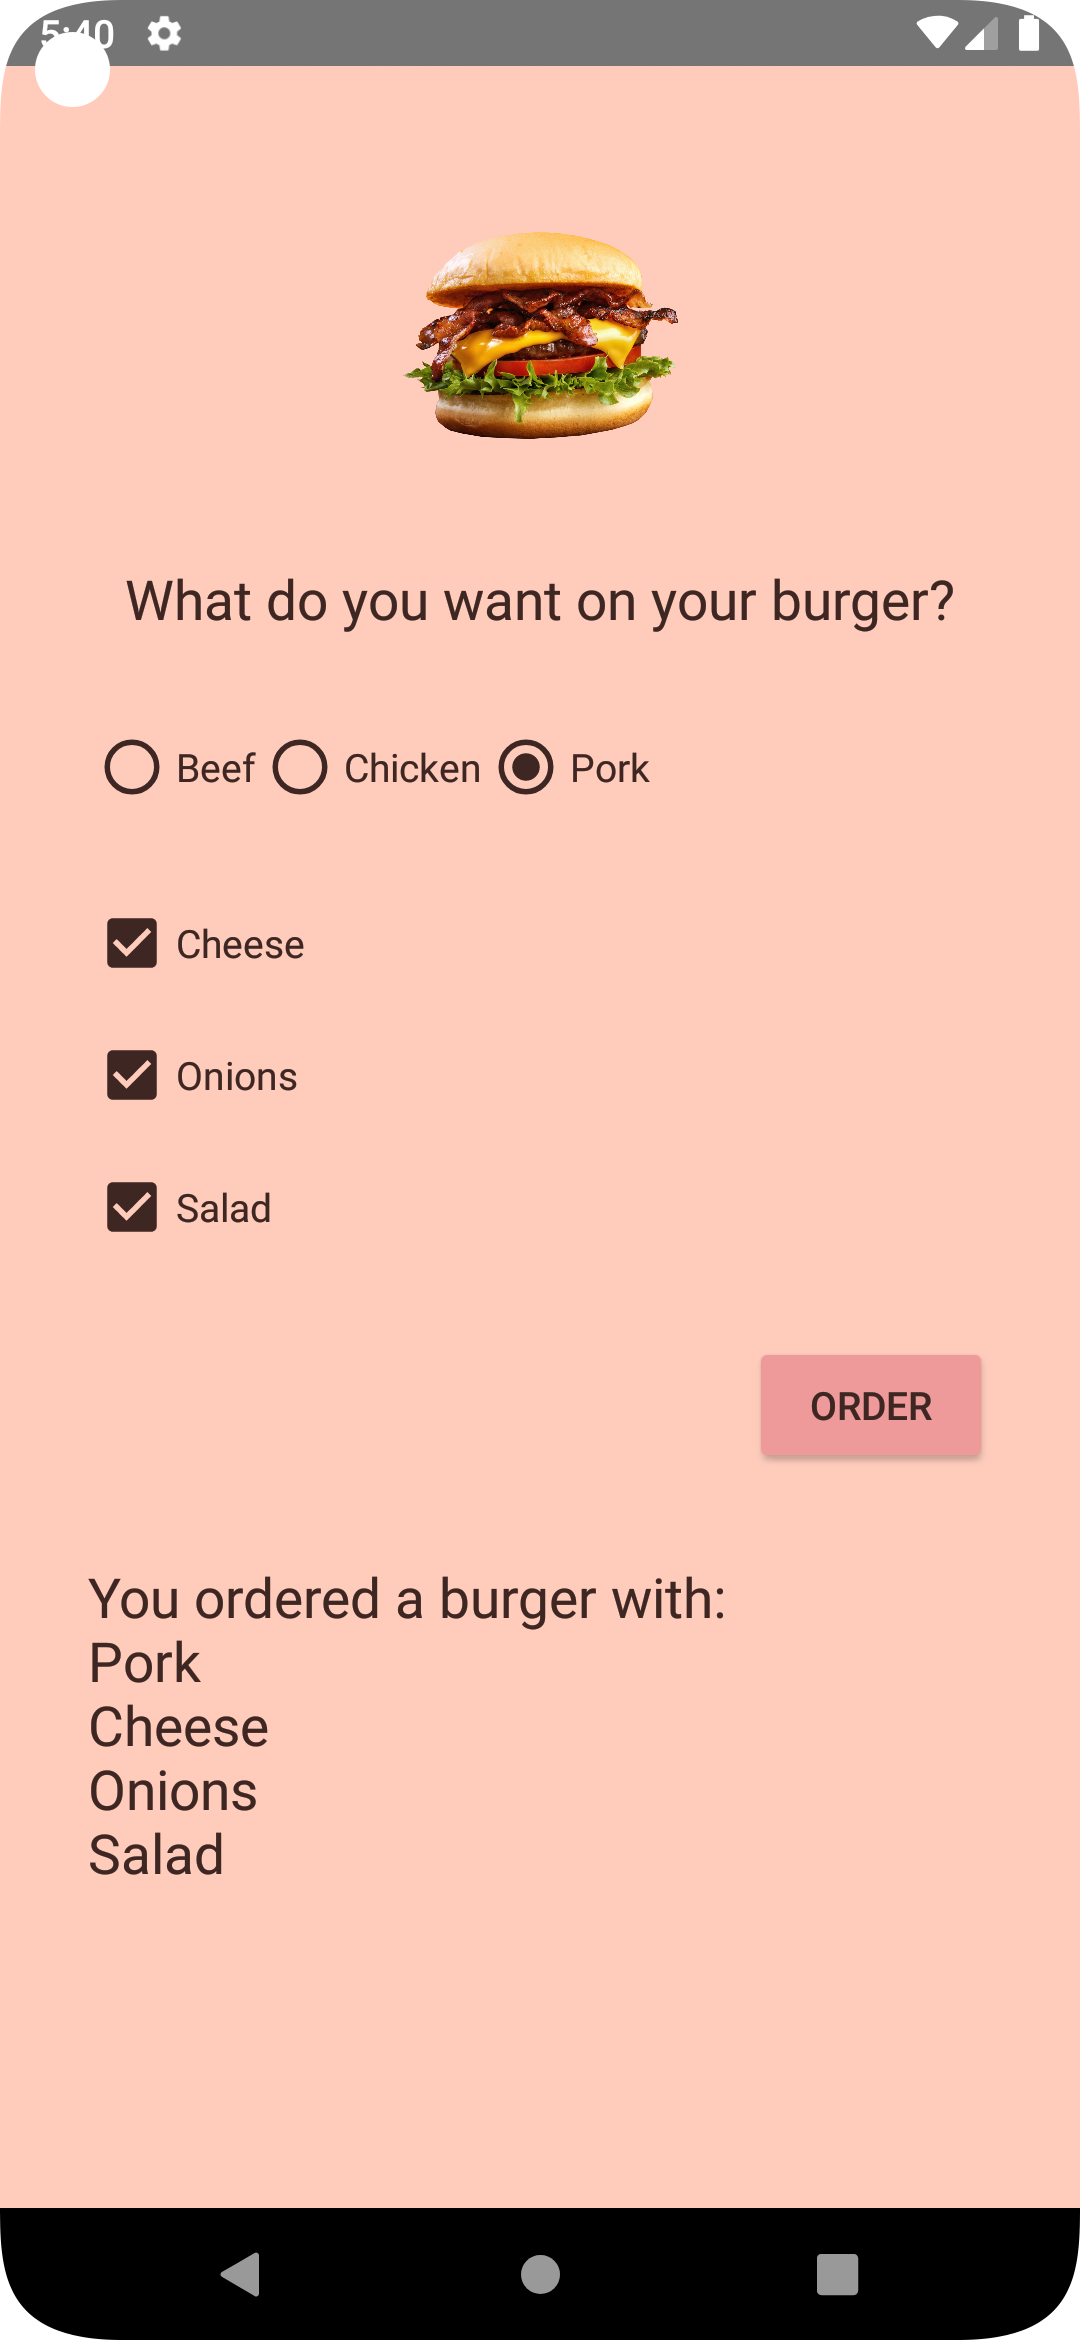 5:40
What do you want on your burger?
Beef Chicken Pork
Cheese
Onions
Salad
ORDER
You ordered a burger with:
Pork
Cheese
Onions
Salad